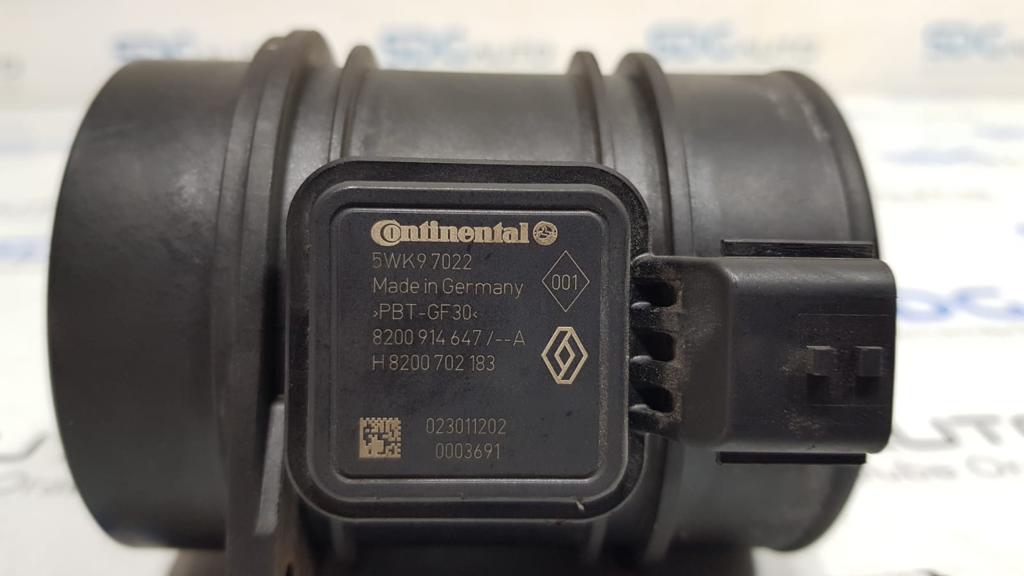 Continental
5WK9 7022
001
Made in Germany
>PBT-GF30<
8200 914 647 /--A
H 8200 702 183
023011202
0003691